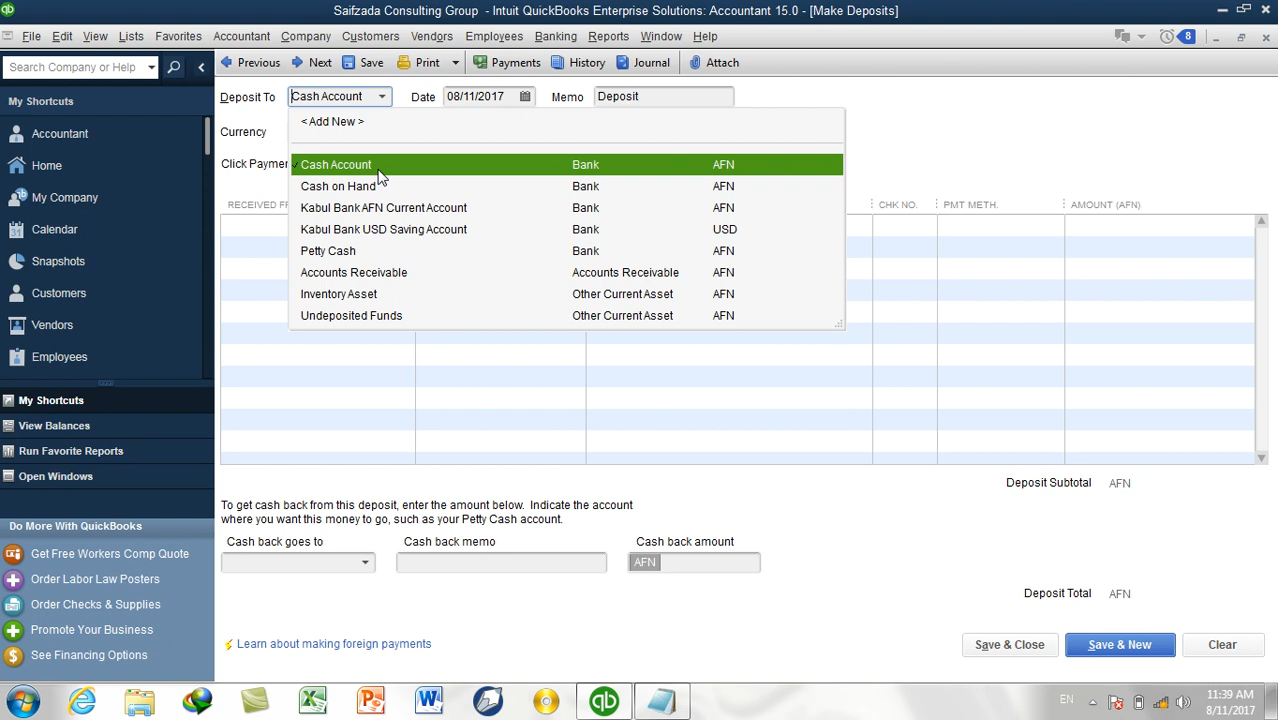 Saifzada Consulting Group - Intuit QuickBooks Enterprise Solutions: Accountant 15.0 - [Make Deposits]
File Edit View Lists Favorites Accountant Company Customers Vendors Employees Banking Reports Window Help
8
Search Company or Help
Previous Next Save Print Payments History Journal Attach
My Shortcuts
Deposit To Cash Account Date 08/11/2017 Memo Deposit
Accountant
Home
My Company
Calendar
Snapshots
Customers
Vendors
Employees
Currency
Click Payme
< Add New >
✓ Cash Account Bank AFN
Cash on Hand Bank AFN
Kabul Bank AFN Current Account Bank AFN
Kabul Bank USD Saving Account Bank USD
Petty Cash Bank AFN
Accounts Receivable Accounts Receivable AFN
Inventory Asset Other Current Asset AFN
Undeposited Funds Other Current Asset AFN
RECEIVED FR CHK NO. PMT METH. AMOUNT (AFN)
My Shortcuts
View Balances
Run Favorite Reports
Open Windows
Do More With QuickBooks
Get Free Workers Comp Quote
Order Labor Law Posters
Order Checks & Supplies
Promote Your Business
See Financing Options
Deposit Subtotal AFN
To get cash back from this deposit, enter the amount below. Indicate the account
where you want this money to go, such as your Petty Cash account.
Cash back goes to Cash back memo Cash back amount
AFN
Deposit Total AFN
Learn about making foreign payments
Save & Close Save & New Clear
EN
11:39 AM
8/11/2017